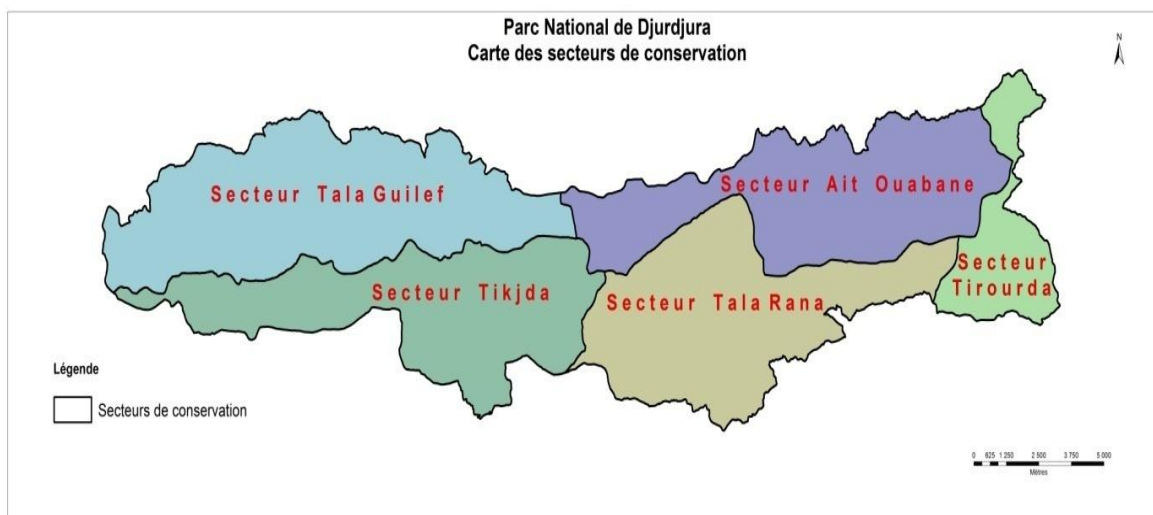 Parc National de Djurdjura
Carte des secteurs de conservation
N
Secteur Tala Guilef
Secteur Ait Ouabane
Secteur Tikjda
Secteur Tala Rana
Secteur
Tirourda
Légende
Secteurs de conservation
0 625 1 250 2 500 3 750 5 000
Mètres